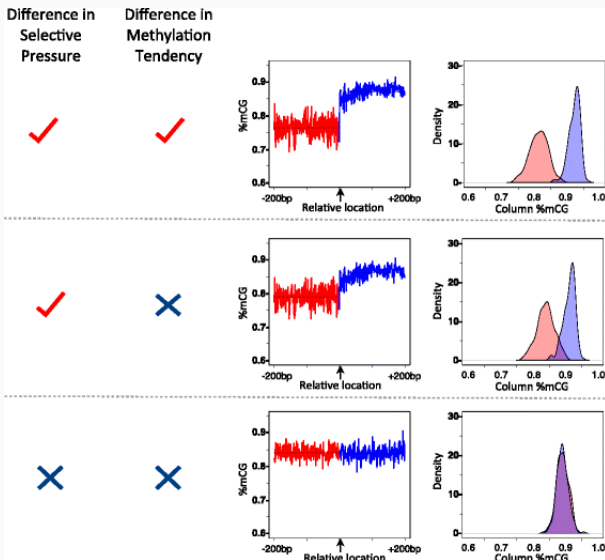 Difference in
Selective
Pressure
Difference in
Methylation
Tendency
%mCG
0.9
0.8
0.7
0.6
-200bp
+200bp
Relative location
Density
30
20
10
0
0.6 0.7 0.8 0.9 1.0
Column %mCG
%mCG
0.9
0.8
0.7
0.6
-200bp
+200bp
Relative location
Density
30
20
10
0
0.6 0.7 0.8 0.9 1.0
Column %mCG
%mCG
0.9
0.8
0.7
0.6
-200bp
+200bp
Relative location
Density
30
20
10
0
0.6 0.7 0.8 0.9 1.0
Column %mCG